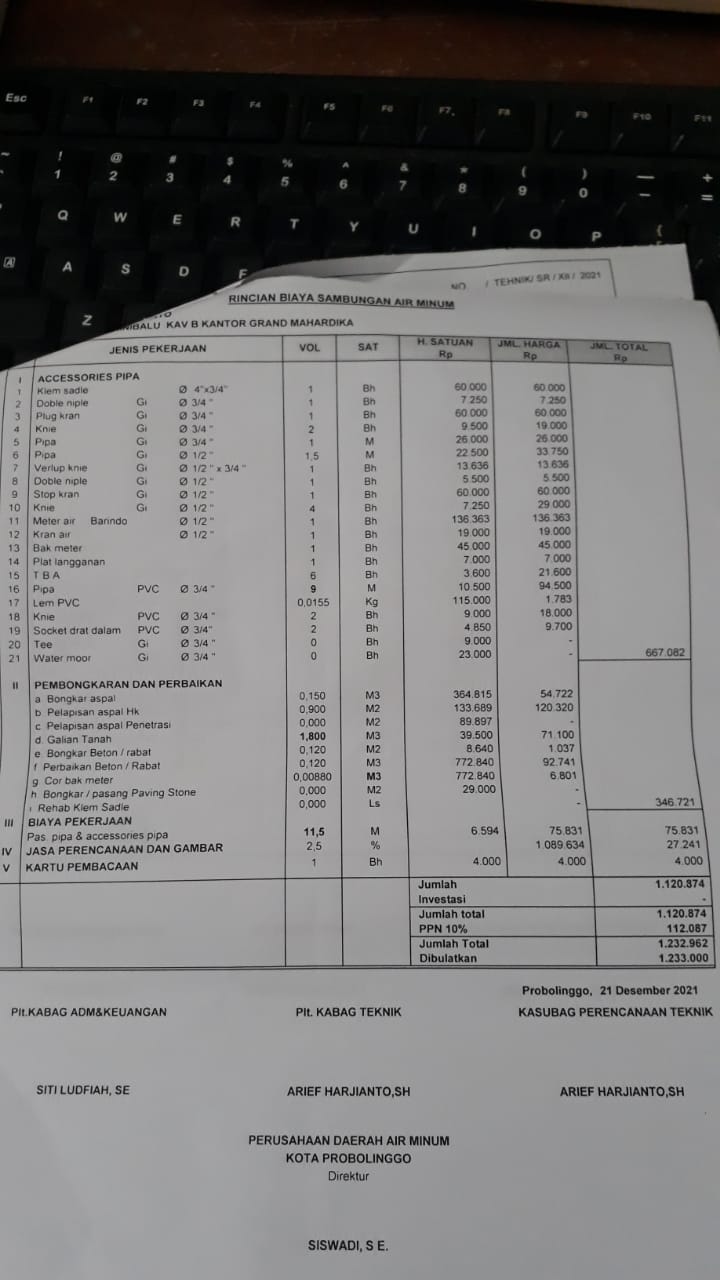 Esc F1 F2 F3 F4 F5 F6 F7 F8 F9 F10 F11
~ ! @ # $ % ^ & * ( ) — +
1 2 3 4 5 6 7 8 9 0 – =
Q W E R T Y U I O P {
A A S D F
Z
NO. / TEHNIK/ SR / XII / 2021
RINCIAN BIAYA SAMBUNGAN AIR MINUM
KAV B KANTOR GRAND MAHARDIKA
JENIS PEKERJAAN VOL SAT H. SATUAN Rp JML. HARGA Rp JML. TOTAL Rp
I ACCESSORIES PIPA
1 Klem sadle Ø 4"x3/4" 1 Bh 60.000 60.000
2 Doble niple Gi Ø 3/4 " 1 Bh 7.250 7.250
3 Plug kran Gi Ø 3/4 " 1 Bh 60.000 60.000
4 Knie Gi Ø 3/4 " 2 Bh 9.500 19.000
5 Pipa Gi Ø 3/4 " 1 M 26.000 26.000
6 Pipa Gi Ø 1/2 " 1,5 M 22.500 33.750
7 Verlup knie Gi Ø 1/2 " x 3/4 " 1 Bh 13.636 13.636
8 Doble niple Gi Ø 1/2 " 1 Bh 5.500 5.500
9 Stop kran Gi Ø 1/2 " 1 Bh 60.000 60.000
10 Knie Gi Ø 1/2 " 4 Bh 7.250 29.000
11 Meter air Barindo Ø 1/2 " 1 Bh 136.363 136.363
12 Kran air Ø 1/2 " 1 Bh 19.000 19.000
13 Bak meter 1 Bh 45.000 45.000
14 Plat langganan 1 Bh 7.000 7.000
15 T B A 6 Bh 3.600 21.600
16 Pipa PVC Ø 3/4 " 9 M 10.500 94.500
17 Lem PVC 0,0155 Kg 115.000 1.783
18 Knie PVC Ø 3/4 " 2 Bh 9.000 18.000
19 Socket drat dalam PVC Ø 3/4" 2 Bh 4.850 9.700
20 Tee Gi Ø 3/4 " 0 Bh 9.000 -
21 Water moor Gi Ø 3/4 " 0 Bh 23.000 - 667.082
II PEMBONGKARAN DAN PERBAIKAN
a Bongkar aspal 0,150 M3 364.815 54.722
b Pelapisan aspal Hk 0,900 M2 133.689 120.320
c Pelapisan aspal Penetrasi 0,000 M2 89.897 -
d. Galian Tanah 1,800 M3 39.500 71.100
e Bongkar Beton / rabat 0,120 M2 8.640 1.037
f Perbaikan Beton / Rabat 0,120 M3 772.840 92.741
g Cor bak meter 0,00880 M3 772.840 6.801
h Bongkar / pasang Paving Stone 0,000 M2 29.000 -
i Rehab Klem Sadle 0,000 Ls - 346.721
III BIAYA PEKERJAAN
Pas. pipa & accessories pipa 11,5 M 6.594 75.831 75.831
IV JASA PERENCANAAN DAN GAMBAR 2,5 % 1.089.634 27.241
V KARTU PEMBACAAN 1 Bh 4.000 4.000 4.000
Jumlah 1.120.874
Investasi -
Jumlah total 1.120.874
PPN 10% 112.087
Jumlah Total 1.232.962
Dibulatkan 1.233.000
Probolinggo, 21 Desember 2021
Plt.KABAG ADM&KEUANGAN Plt. KABAG TEKNIK KASUBAG PERENCANAAN TEKNIK
SITI LUDFIAH, SE ARIEF HARJIANTO,SH ARIEF HARJIANTO,SH
PERUSAHAAN DAERAH AIR MINUM
KOTA PROBOLINGGO
Direktur
SISWADI, S E.